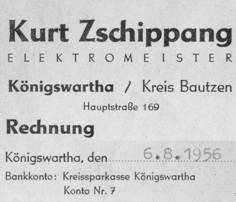 Kurt Zschippang
ELEKTROMEISTER
Königswartha / Kreis Bautzen
Hauptstraße 169
Rechnung
Königswartha, den 6.8.1956
Bankkonto: Kreissparkasse Königswartha
Konto Nr. 7